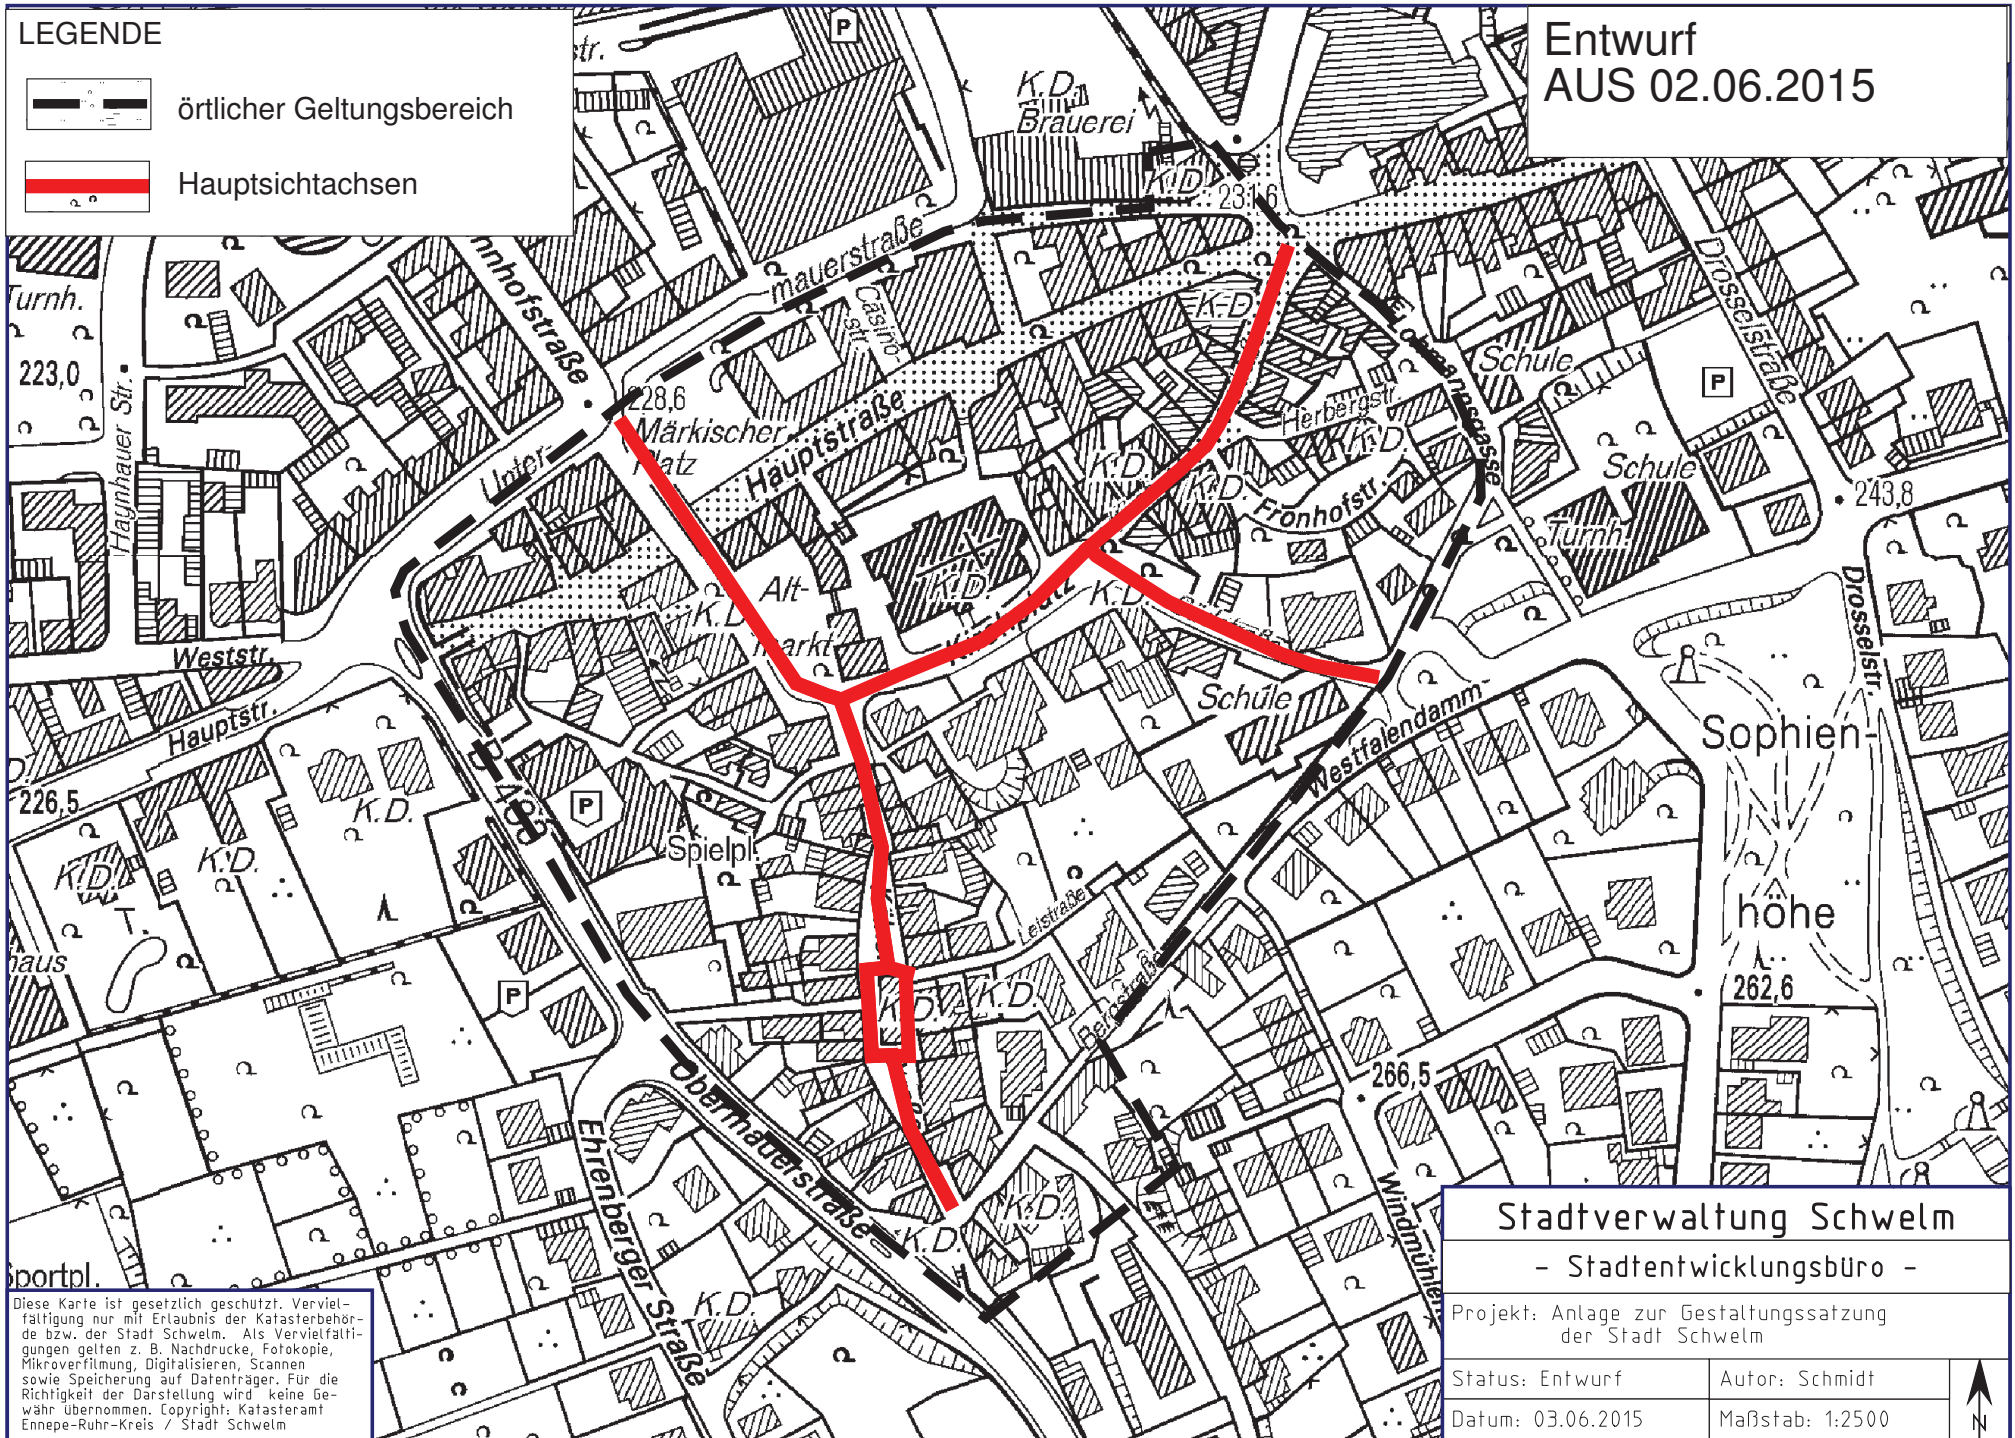 LEGENDE
örtlicher Geltungsbereich
Hauptsichtachsen
Entwurf
AUS 02.06.2015
str.
P
K.D.
Brauerei
K.D.
231,6
Turnh.
223,0
Haynhauer Str.
nnhofstraße
mauerstraße
Casino-
str.
K.D.
Lohmannsgasse
Schule
Drosselstraße
P
228,6
Märkischer
Platz
Hauptstraße
Herbergstr.
K.D.
Unter
K.D.
K.D.
Fronhofstr.
Schule
Turnh.
243,8
Alt-
markt
K.D.
K.D.
K.D.
Drosselstr.
Weststr.
Hauptstr.
Schule
Westfalendamm
Sophien-
höhe
262,6
D.
226,5
K.D.
K.D.
K.D.
B 483
P
Spielpl.
T.
haus
P
Leistraße
Bergstraße
K.D.
K.D.
266,5
Obermauerstraße
Ehrenberger Straße
K.D.
K.D.
K.D.
Windmühlen
Sportpl.
Diese Karte ist gesetzlich geschützt. Verviel-
fältigung nur mit Erlaubnis der Katasterbehör-
de bzw. der Stadt Schwelm. Als Vervielfälti-
gungen gelten z. B. Nachdrucke, Fotokopie,
Mikroverfilmung, Digitalisieren, Scannen
sowie Speicherung auf Datenträger. Für die
Richtigkeit der Darstellung wird keine Ge-
währ übernommen. Copyright: Katasteramt
Ennepe-Ruhr-Kreis / Stadt Schwelm
Stadtverwaltung Schwelm
- Stadtentwicklungsbüro -
Projekt: Anlage zur Gestaltungssatzung
der Stadt Schwelm
Status: Entwurf
Autor: Schmidt
Datum: 03.06.2015
Maßstab: 1:2500
N